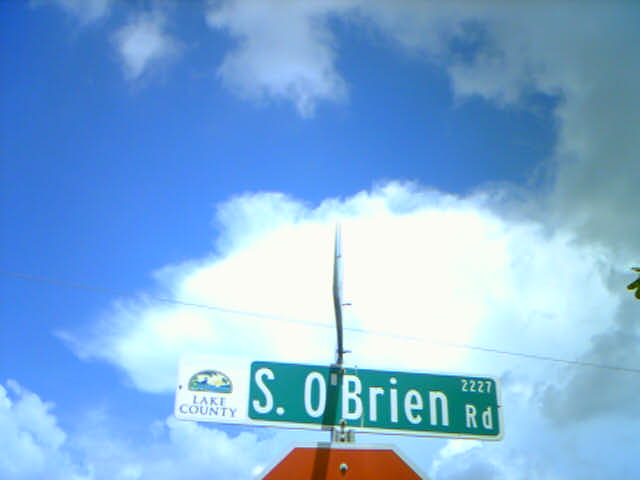 LAKE
COUNTY
S. O'Brien Rd
2227